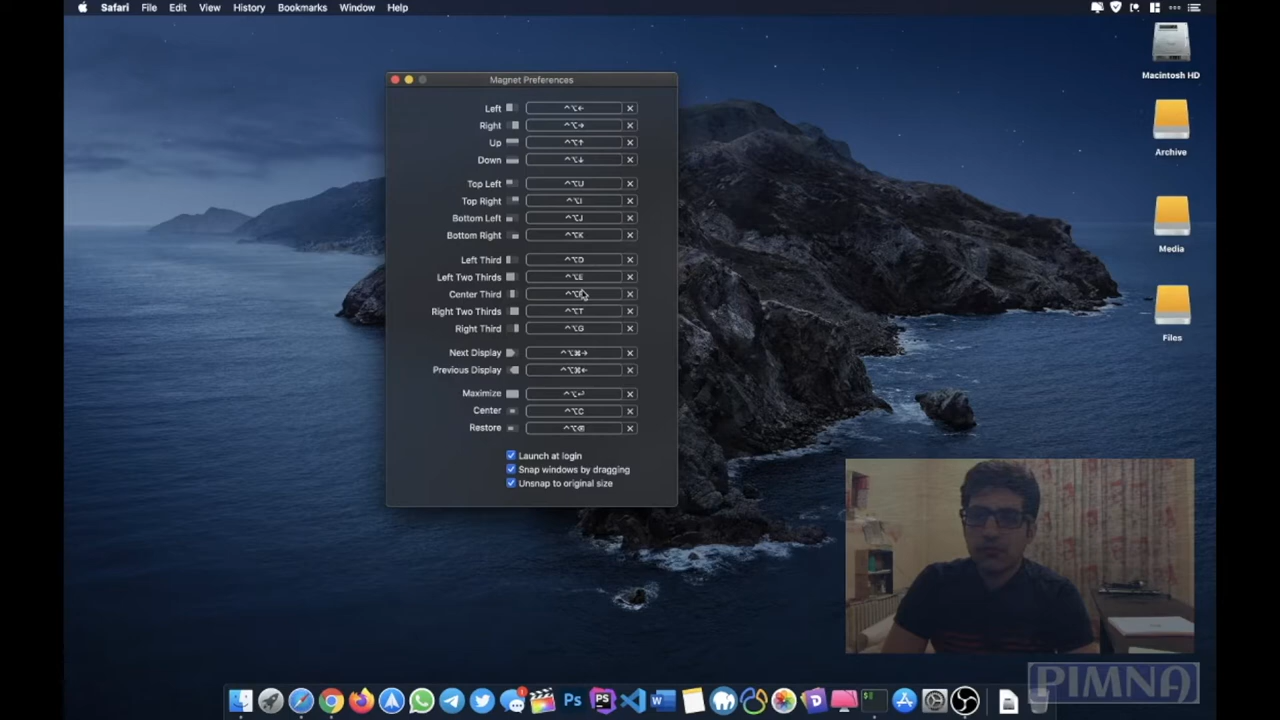 Safari File Edit View History Bookmarks Window Help
Magnet Preferences
Left ^⌥←
Right ^⌥→
Up ^⌥↑
Down ^⌥↓
Top Left ^⌥U
Top Right ^⌥I
Bottom Left ^⌥J
Bottom Right ^⌥K
Left Third ^⌥D
Left Two Thirds ^⌥E
Center Third ^⌥
Right Two Thirds ^⌥T
Right Third ^⌥G
Next Display ^⌥⌘→
Previous Display ^⌥⌘←
Maximize ^⌥↩
Center ^⌥C
Restore ^⌥⌫
Launch at login
Snap windows by dragging
Unsnap to original size
Macintosh HD
Archive
Media
Files
Ps
PIMNA